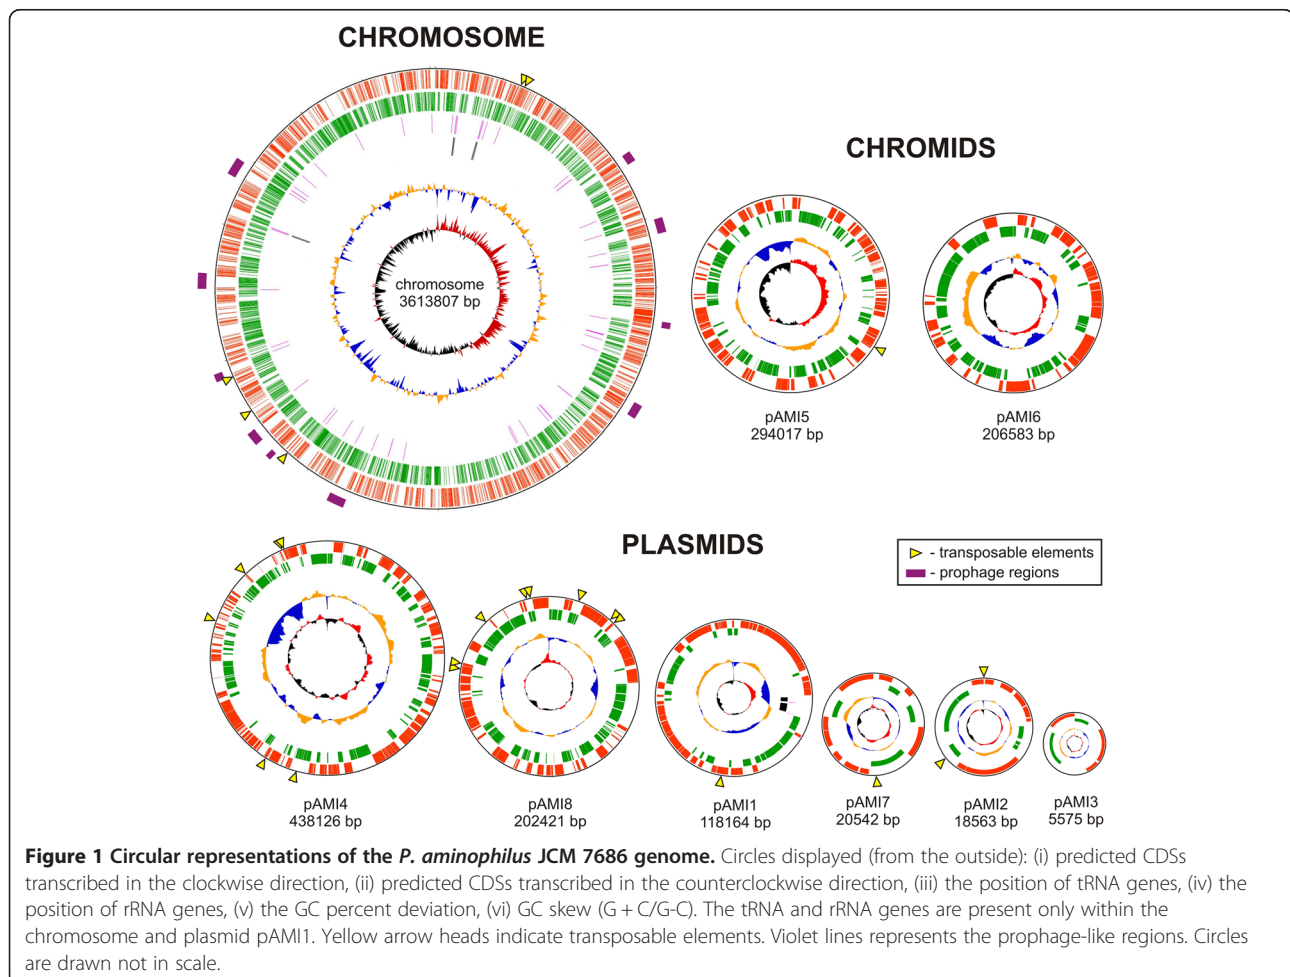 CHROMOSOME
chromosome
3613807 bp
CHROMIDS
pAMI5
294017 bp
pAMI6
206583 bp
PLASMIDS
- transposable elements
- prophage regions
pAMI4
438126 bp
pAMI8
202421 bp
pAMI1
118164 bp
pAMI7
20542 bp
pAMI2
18563 bp
pAMI3
5575 bp
Figure 1 Circular representations of the P. aminophilus JCM 7686 genome. Circles displayed (from the outside): (i) predicted CDSs
transcribed in the clockwise direction, (ii) predicted CDSs transcribed in the counterclockwise direction, (iii) the position of tRNA genes, (iv) the
position of rRNA genes, (v) the GC percent deviation, (vi) GC skew (G + C/G-C). The tRNA and rRNA genes are present only within the
chromosome and plasmid pAMI1. Yellow arrow heads indicate transposable elements. Violet lines represents the prophage-like regions. Circles
are drawn not in scale.